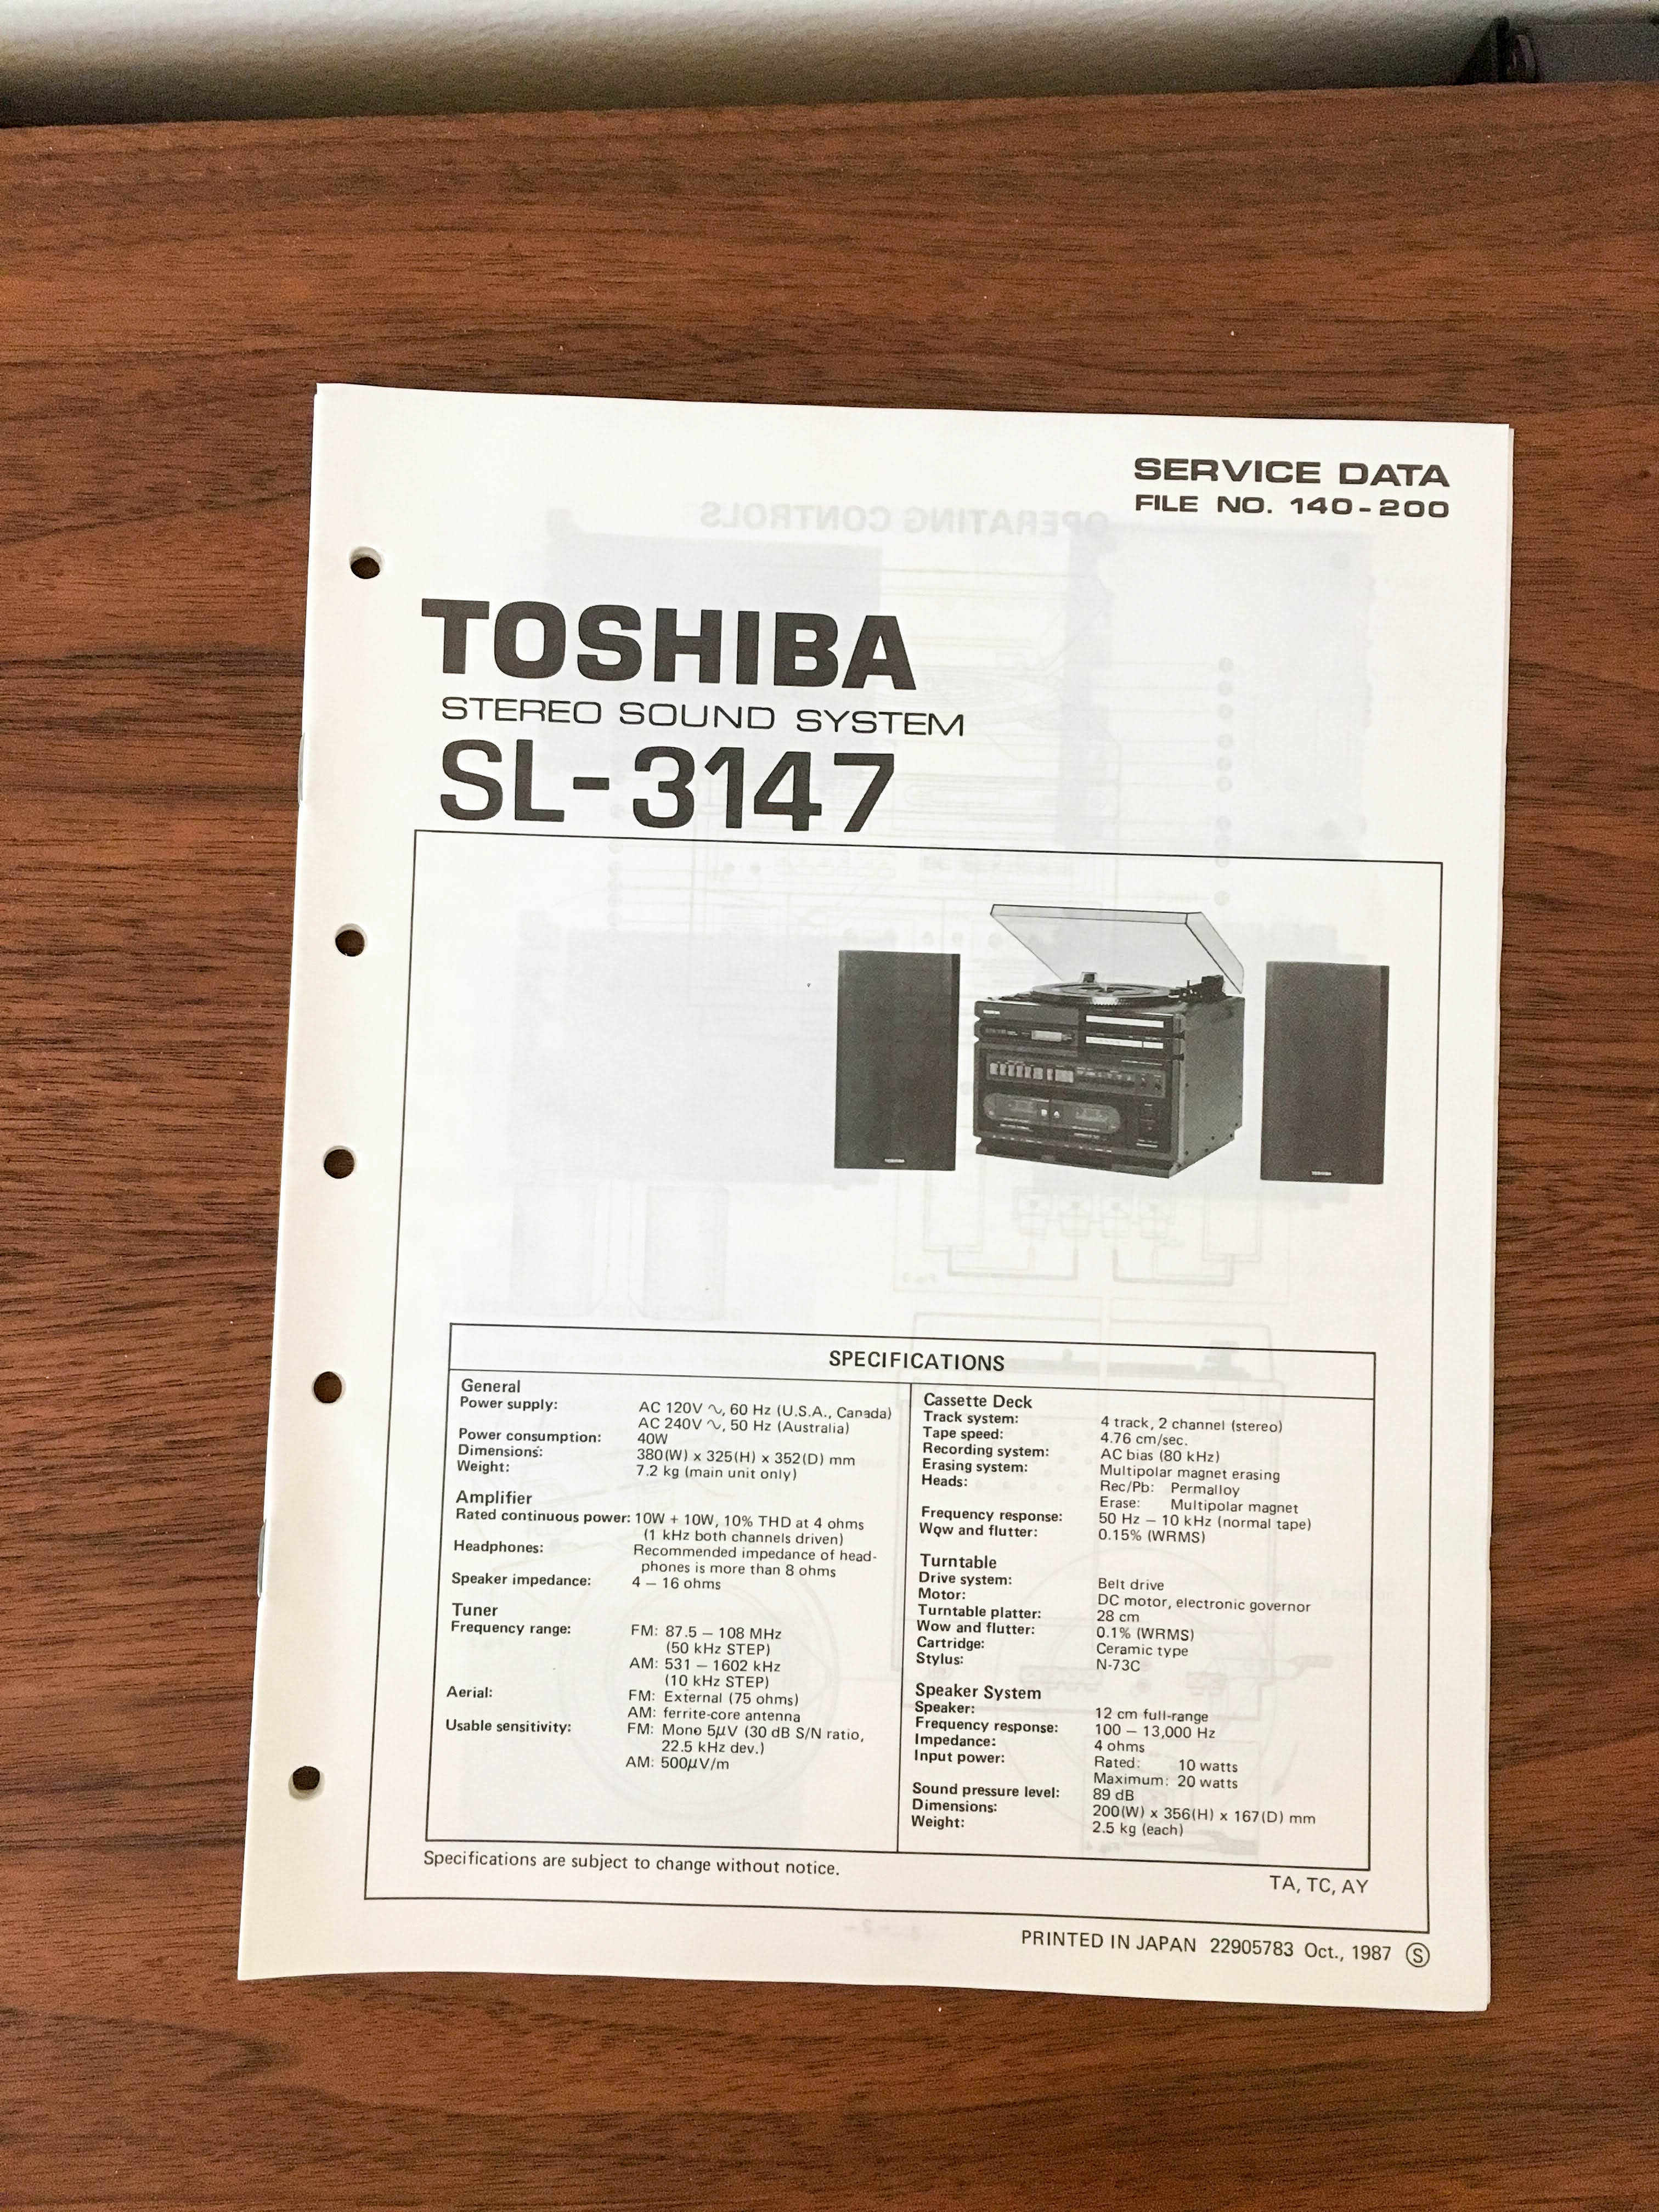 SERVICE DATA
FILE NO. 140-200
TOSHIBA
STEREO SOUND SYSTEM
SL-3147
TOSHIBA
TOSHIBA
SPECIFICATIONS
General
Power supply: AC 120V ∿, 60 Hz (U.S.A., Canada)
AC 240V ∿, 50 Hz (Australia)
Power consumption: 40W
Dimensions: 380(W) x 325(H) x 352(D) mm
Weight: 7.2 kg (main unit only)
Amplifier
Rated continuous power: 10W + 10W, 10% THD at 4 ohms
(1 kHz both channels driven)
Headphones: Recommended impedance of head-
phones is more than 8 ohms
Speaker impedance: 4 – 16 ohms
Tuner
Frequency range: FM: 87.5 – 108 MHz
(50 kHz STEP)
AM: 531 – 1602 kHz
(10 kHz STEP)
Aerial: FM: External (75 ohms)
AM: ferrite-core antenna
Usable sensitivity: FM: Mono 5μV (30 dB S/N ratio,
22.5 kHz dev.)
AM: 500μV/m
Cassette Deck
Track system: 4 track, 2 channel (stereo)
Tape speed: 4.76 cm/sec.
Recording system: AC bias (80 kHz)
Erasing system: Multipolar magnet erasing
Heads: Rec/Pb: Permalloy
Erase: Multipolar magnet
Frequency response: 50 Hz – 10 kHz (normal tape)
Wow and flutter: 0.15% (WRMS)
Turntable
Drive system: Belt drive
Motor: DC motor, electronic governor
Turntable platter: 28 cm
Wow and flutter: 0.1% (WRMS)
Cartridge: Ceramic type
Stylus: N-73C
Speaker System
Speaker: 12 cm full-range
Frequency response: 100 – 13,000 Hz
Impedance: 4 ohms
Input power: Rated: 10 watts
Maximum: 20 watts
Sound pressure level: 89 dB
Dimensions: 200(W) x 356(H) x 167(D) mm
Weight: 2.5 kg (each)
Specifications are subject to change without notice.
TA, TC, AY
PRINTED IN JAPAN 22905783 Oct., 1987 Ⓢ